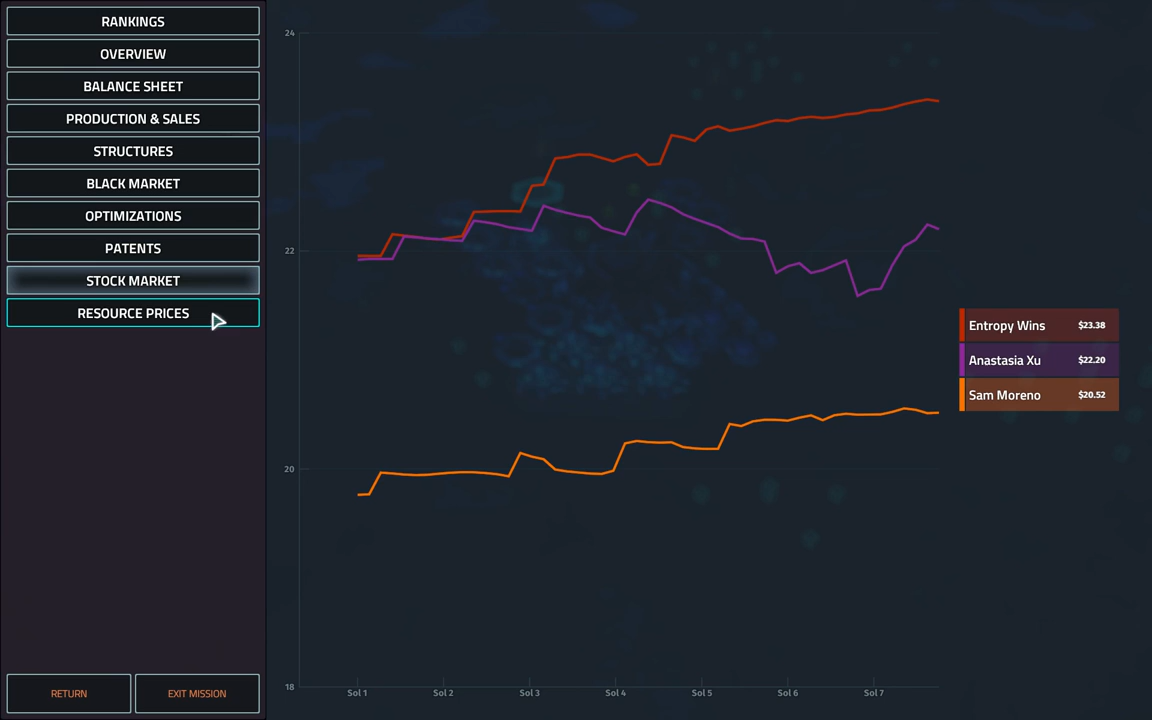 RANKINGS
OVERVIEW
BALANCE SHEET
PRODUCTION & SALES
STRUCTURES
BLACK MARKET
OPTIMIZATIONS
PATENTS
STOCK MARKET
RESOURCE PRICES
RETURN
EXIT MISSION
24
22
20
18
Sol 1
Sol 2
Sol 3
Sol 4
Sol 5
Sol 6
Sol 7
Entropy Wins $23.38
Anastasia Xu $22.20
Sam Moreno $20.52